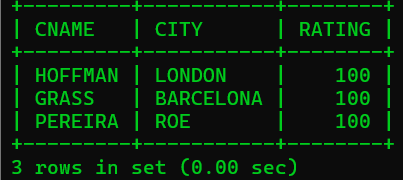 +---------+-----------+--------+
| CNAME   | CITY      | RATING |
+---------+-----------+--------+
| HOFFMAN | LONDON    |    100 |
| GRASS   | BARCELONA |    100 |
| PEREIRA | ROE       |    100 |
+---------+-----------+--------+
3 rows in set (0.00 sec)